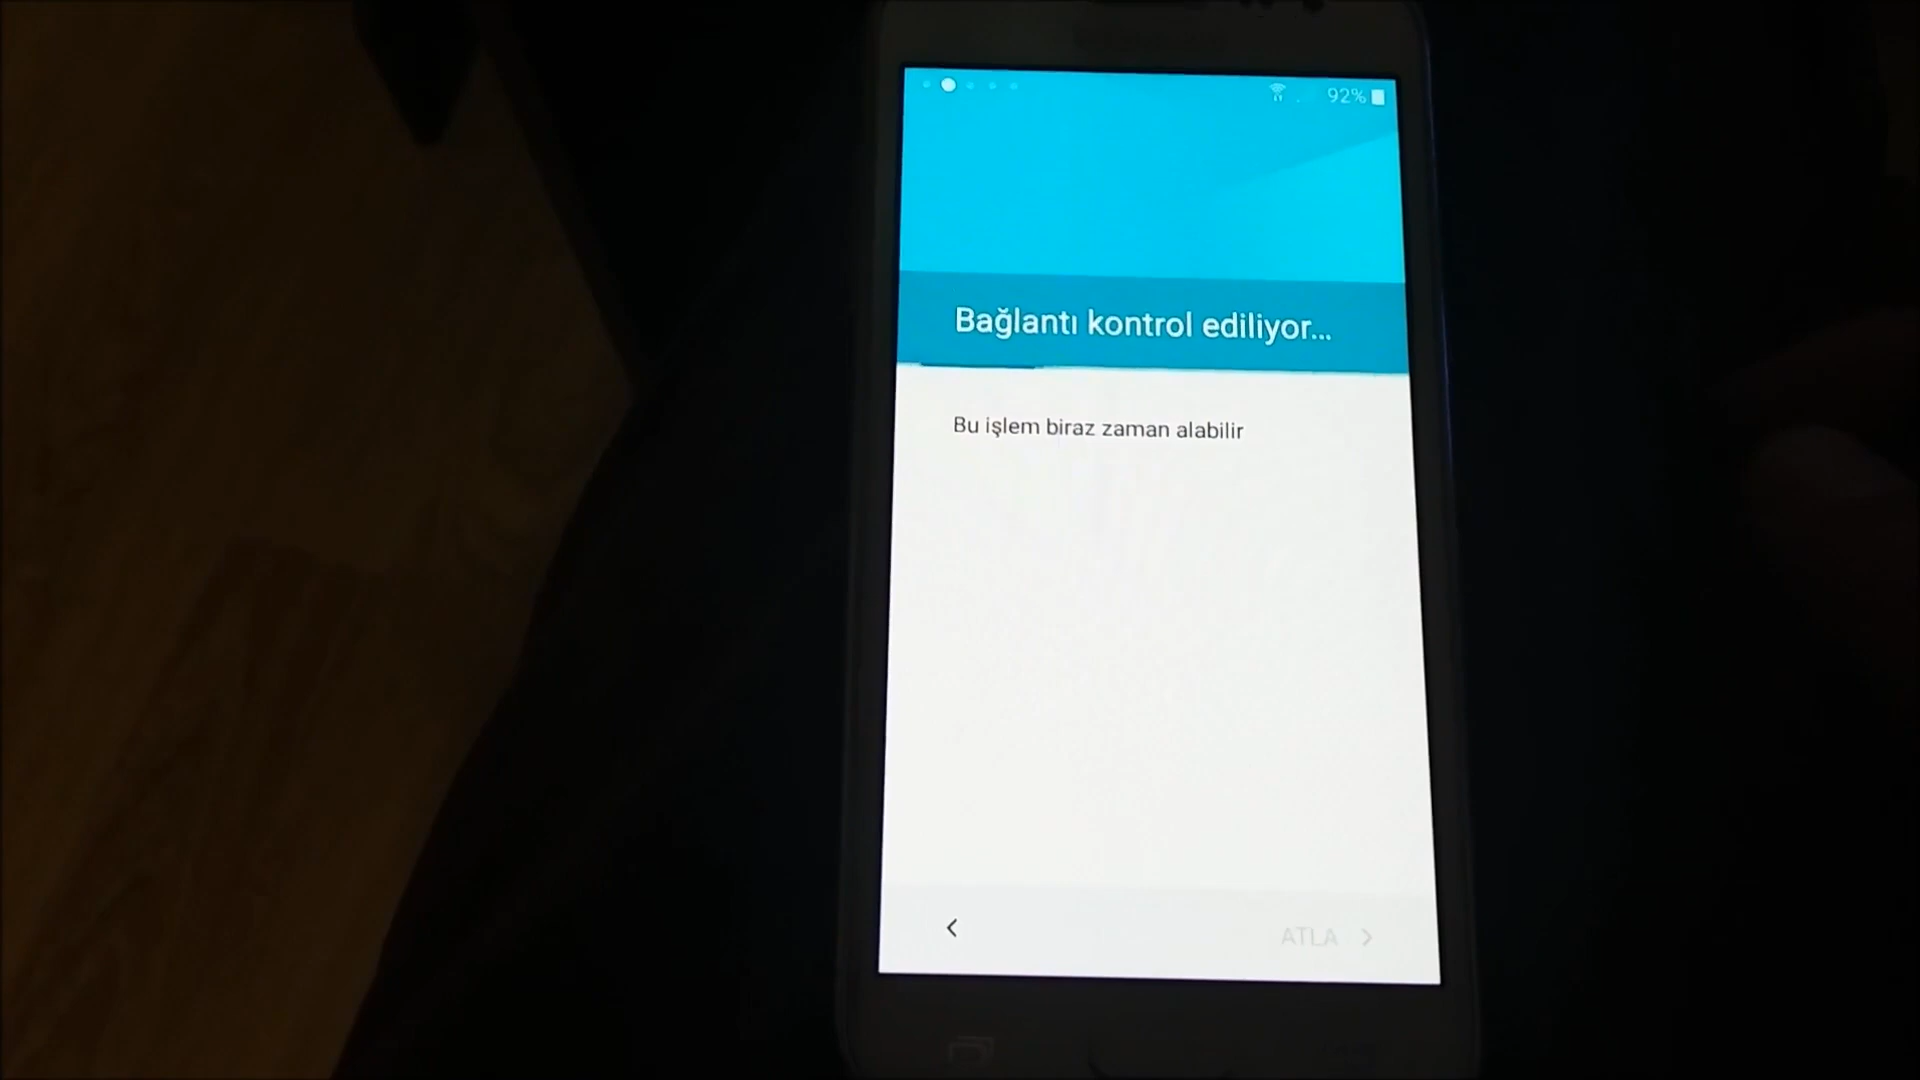 92%
Bağlantı kontrol ediliyor...
Bu işlem biraz zaman alabilir
ATLA